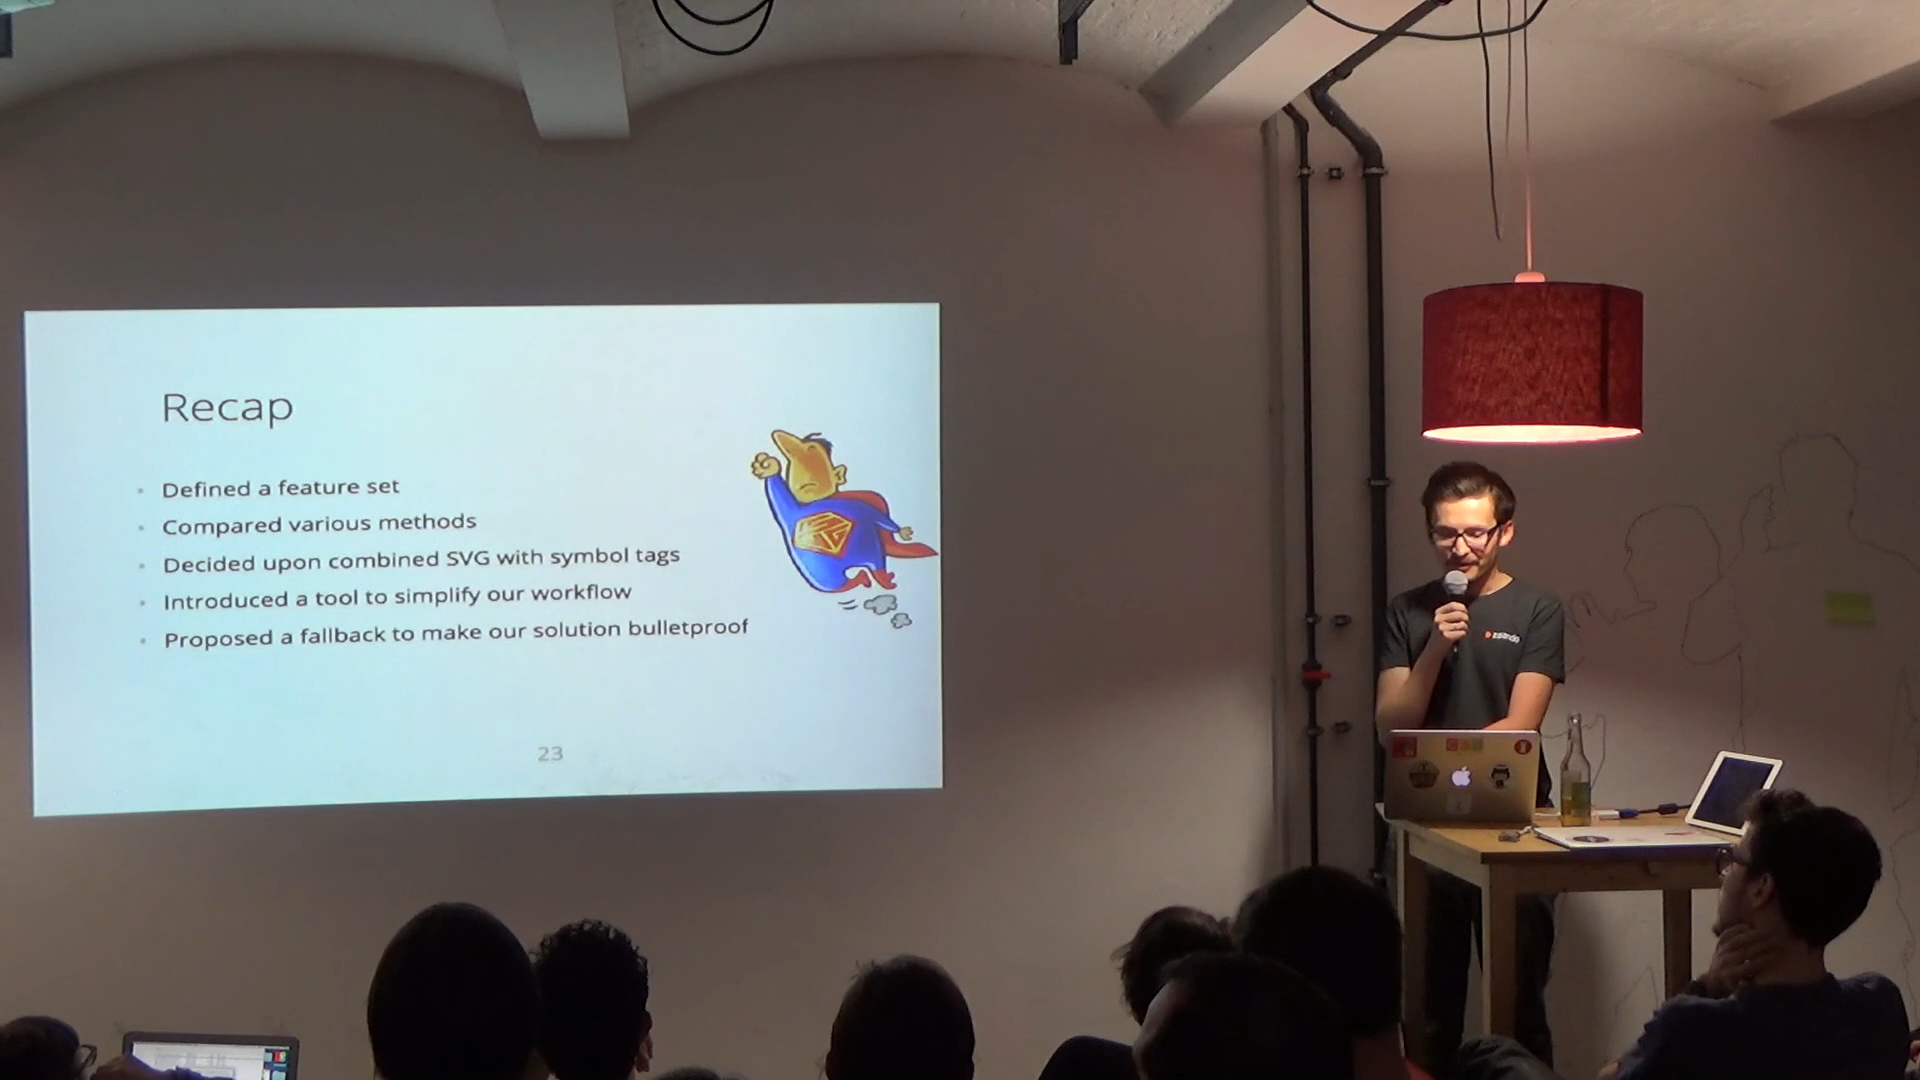 Recap
Defined a feature set
Compared various methods
Decided upon combined SVG with symbol tags
Introduced a tool to simplify our workflow
Proposed a fallback to make our solution bulletproof
23
zalando